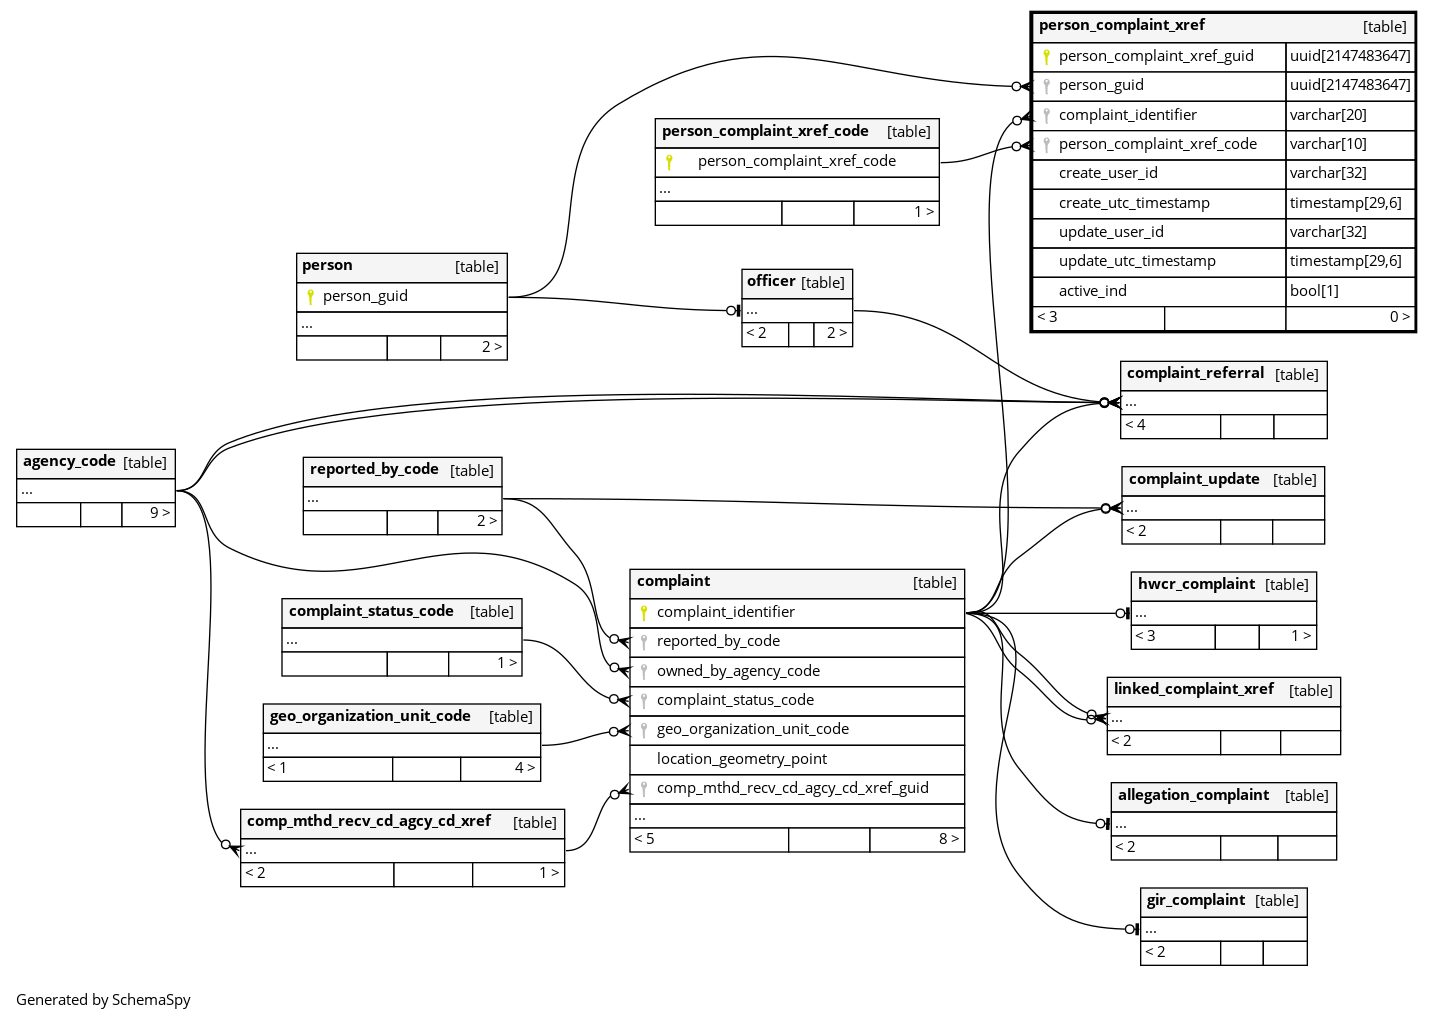 person_complaint_xref [table]
person_complaint_xref_guid uuid[2147483647]
person_guid uuid[2147483647]
complaint_identifier varchar[20]
person_complaint_xref_code varchar[10]
create_user_id varchar[32]
create_utc_timestamp timestamp[29,6]
update_user_id varchar[32]
update_utc_timestamp timestamp[29,6]
active_ind bool[1]
< 3 0 >
person_complaint_xref_code [table]
person_complaint_xref_code
...
1 >
person [table]
person_guid
...
2 >
officer [table]
...
< 2 2 >
complaint_referral [table]
...
< 4
agency_code [table]
...
9 >
reported_by_code [table]
...
2 >
complaint_update [table]
...
< 2
complaint [table]
complaint_identifier
reported_by_code
owned_by_agency_code
complaint_status_code
geo_organization_unit_code
location_geometry_point
comp_mthd_recv_cd_agcy_cd_xref_guid
...
< 5 8 >
hwcr_complaint [table]
...
< 3 1 >
complaint_status_code [table]
...
1 >
linked_complaint_xref [table]
...
< 2
geo_organization_unit_code [table]
...
< 1 4 >
allegation_complaint [table]
...
< 2
comp_mthd_recv_cd_agcy_cd_xref [table]
...
< 2 1 >
gir_complaint [table]
...
< 2
Generated by SchemaSpy